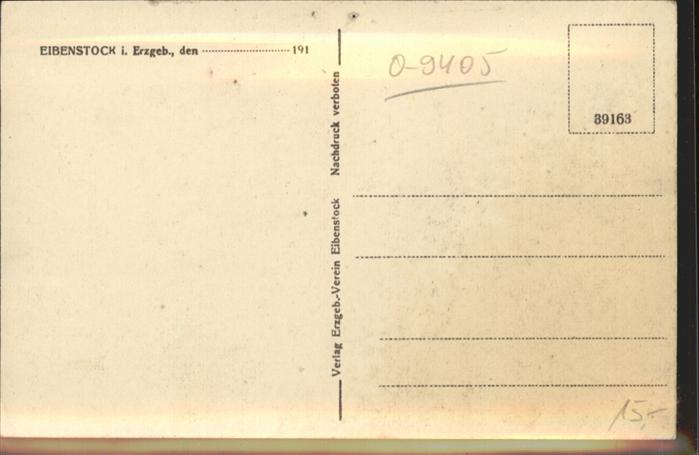 EIBENSTOCK i. Erzgeb., den 191
Verlag Erzgeb.-Verein Eibenstock Nachdruck verboten
O-9405
39163
15,-